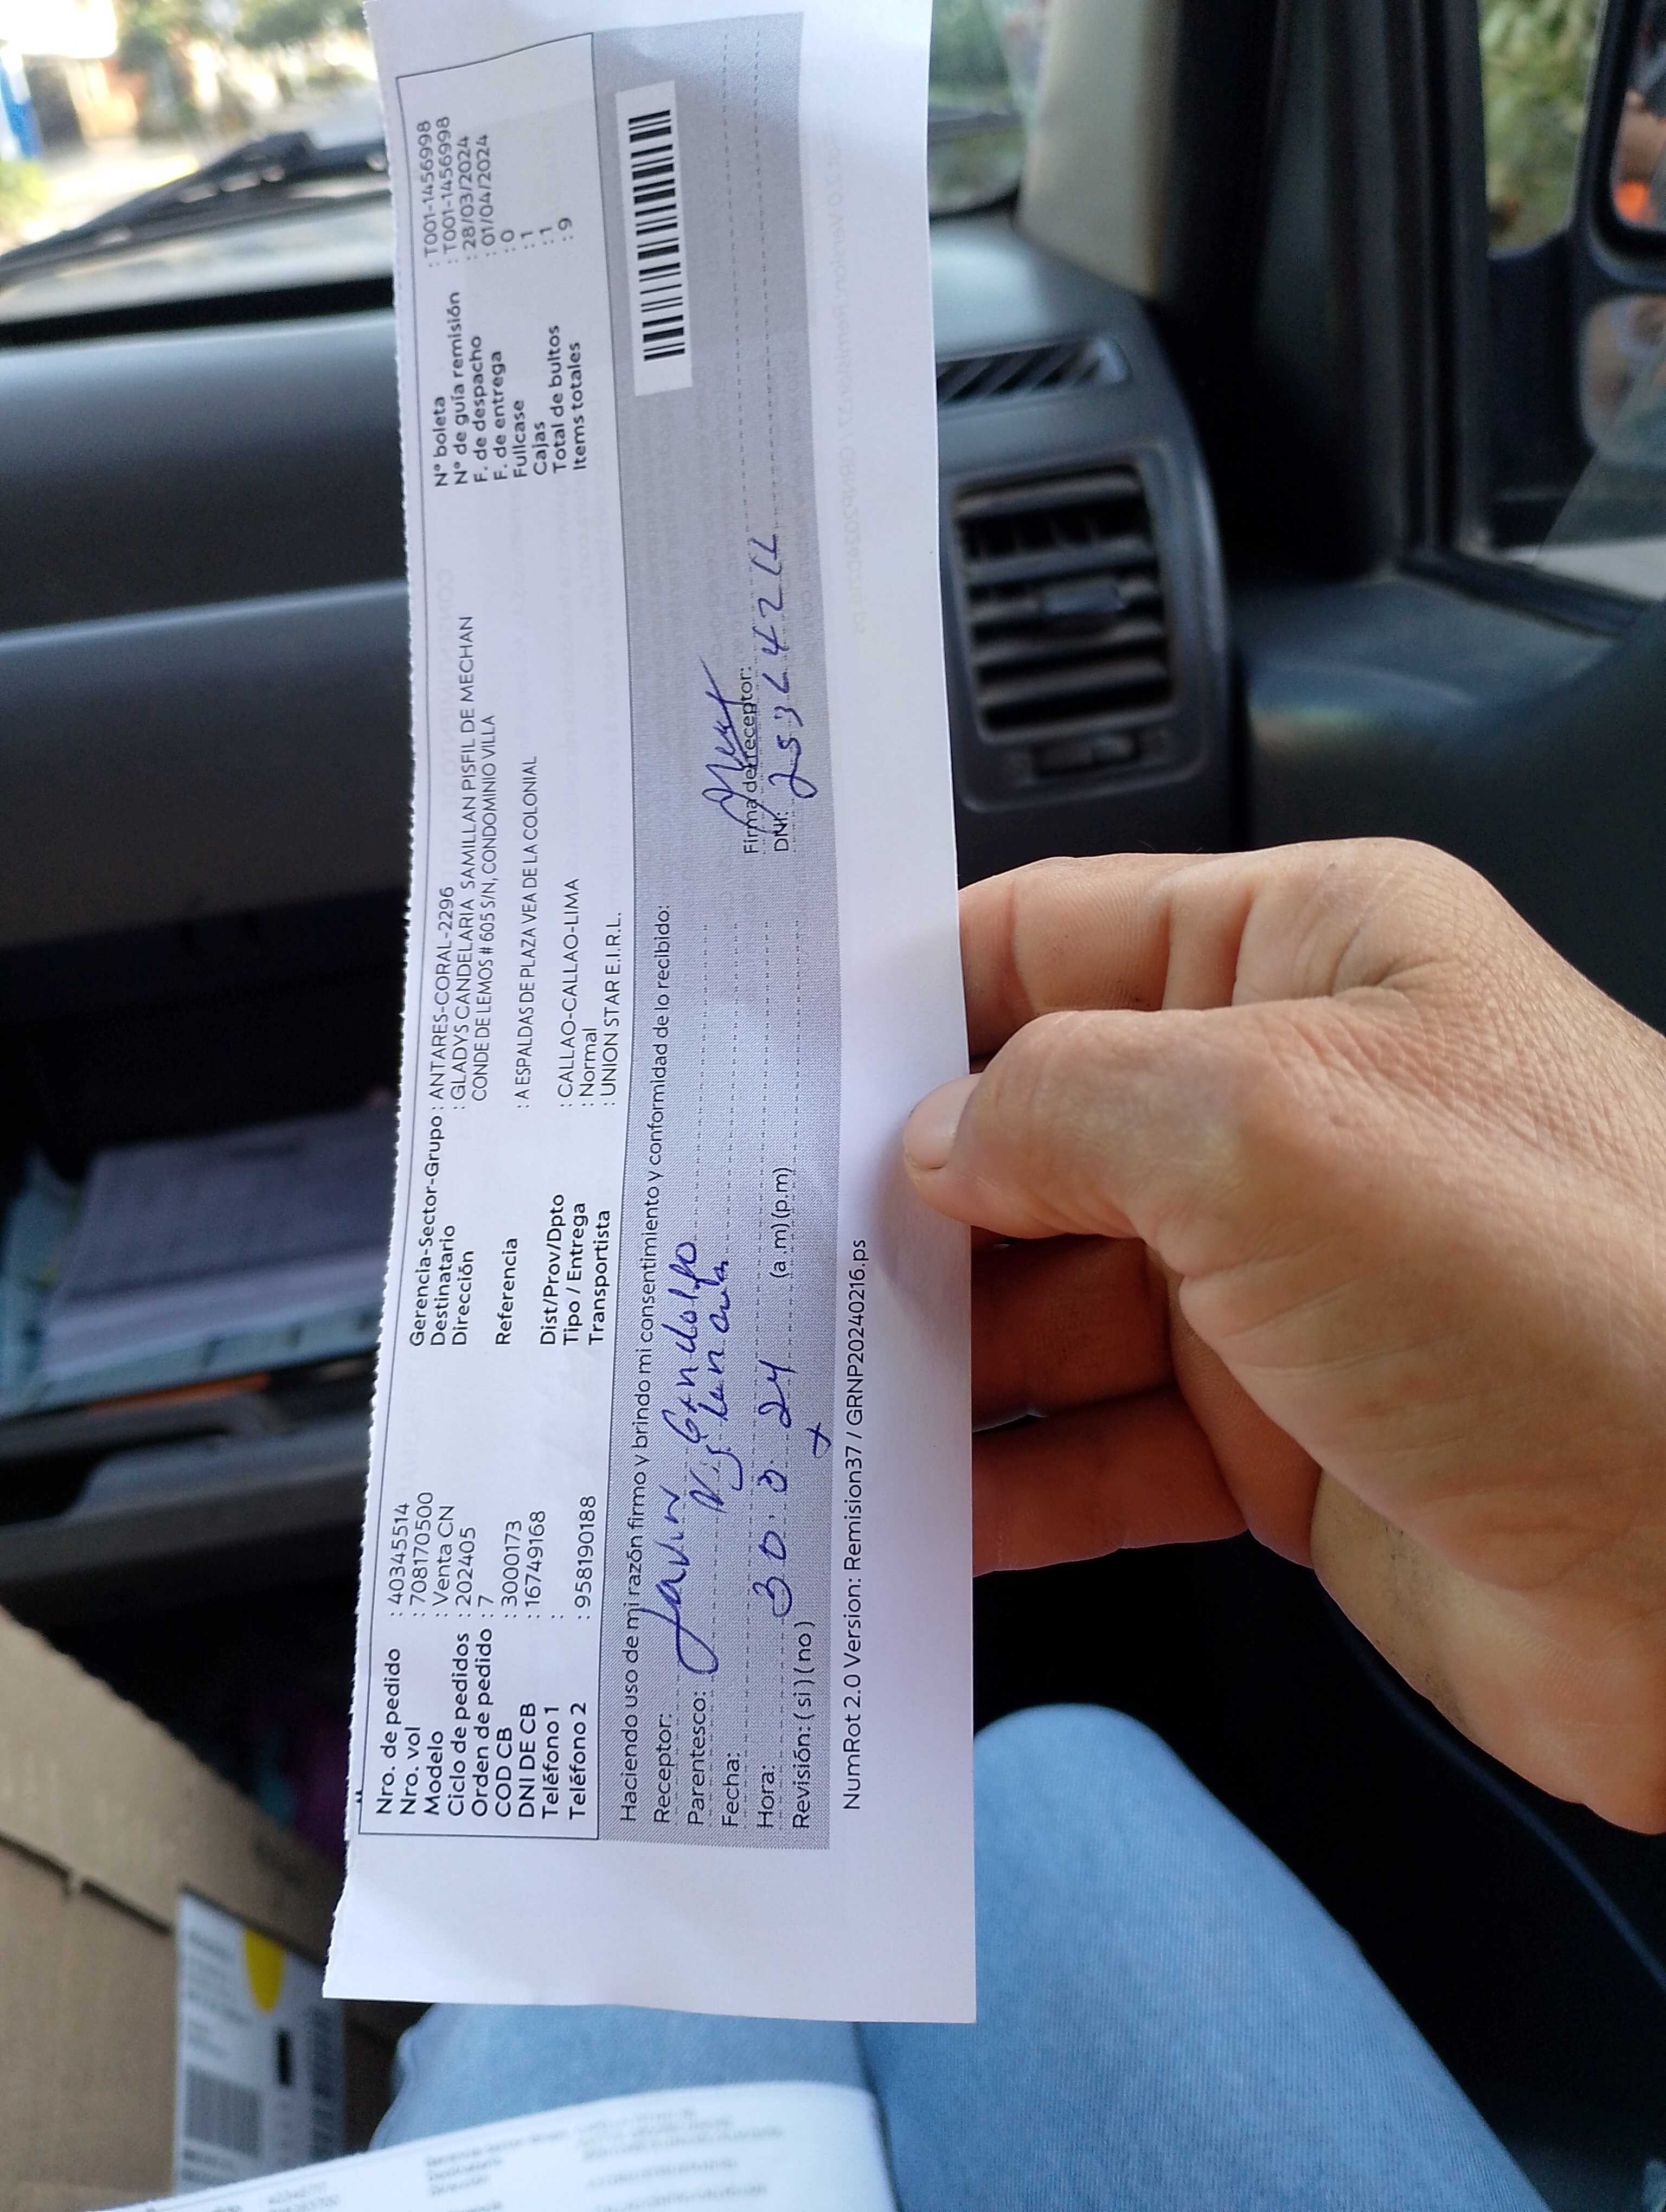 Nro. de pedido : 40345514
Nro. vol : 708170500
Modelo : Venta CN
Ciclo de pedidos : 202405
Orden de pedido : 7
COD CB : 3000173
DNI DE CB : 16749168
Teléfono 1 :
Teléfono 2 : 958190188
Gerencia-Sector-Grupo : ANTARES-CORAL-2296
Destinatario : GLADYS CANDELARIA SAMILLAN PISFIL DE MECHAN
Dirección CONDE DE LEMOS # 605 S/N, CONDOMINIO VILLA
Referencia : A ESPALDAS DE PLAZA VEA DE LA COLONIAL
Dist/Prov/Dpto : CALLAO-CALLAO-LIMA
Tipo / Entrega : Normal
Transportista : UNION STAR E.I.R.L.
N° boleta : T001-1456998
N° de guía remisión : T001-1456998
F. de despacho : 28/03/2024
F. de entrega : 01/04/2024
Fullcase : 0
Cajas : 1
Total de bultos : 1
Items totales : 9
Haciendo uso de mi razón firmo y brindo mi consentimiento y conformidad de lo recibido:
Receptor:
Parentesco:
Fecha: 30.3.24
Hora: (a.m)(p.m)
Revisión: ( si ) ( no )
Firma del receptor:
DNI:
NumRot 2.0 Version: Remision37 / GRNP20240216.ps